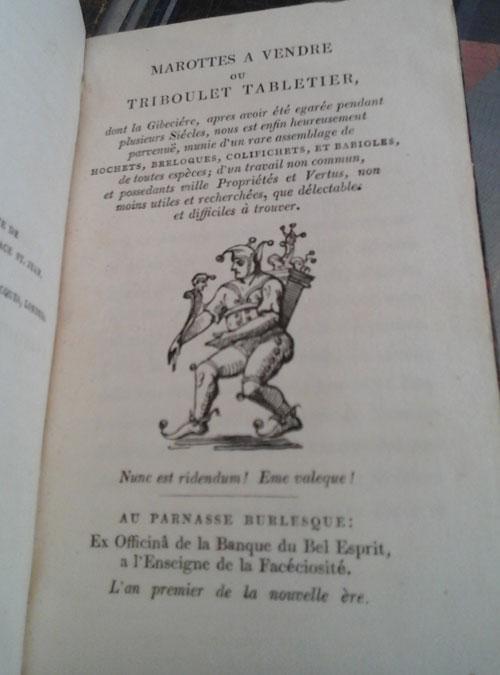 MAROTTES A VENDRE
OU
TRIBOULET TABLETIER,
dont la Gibeciére, apres avoir été egarée pendant
plusieurs Siécles, nous est enfin heureusement
parvenuë, munie d'un rare assemblage de
HOCHETS, BRELOQUES, COLIFICHETS, ET BABIOLES,
de toutes espèces; d'un travail non commun,
et possedants mille Propriétés et Vertus, non
moins utiles et recherchées, que délectables
et difficiles à trouver.
Nunc est ridendum! Eme valeque!
AU PARNASSE BURLESQUE:
Ex Officinâ de la Banque du Bel Esprit,
a l'Enseigne de la Facéciosité.
L'an premier de la nouvelle ère.